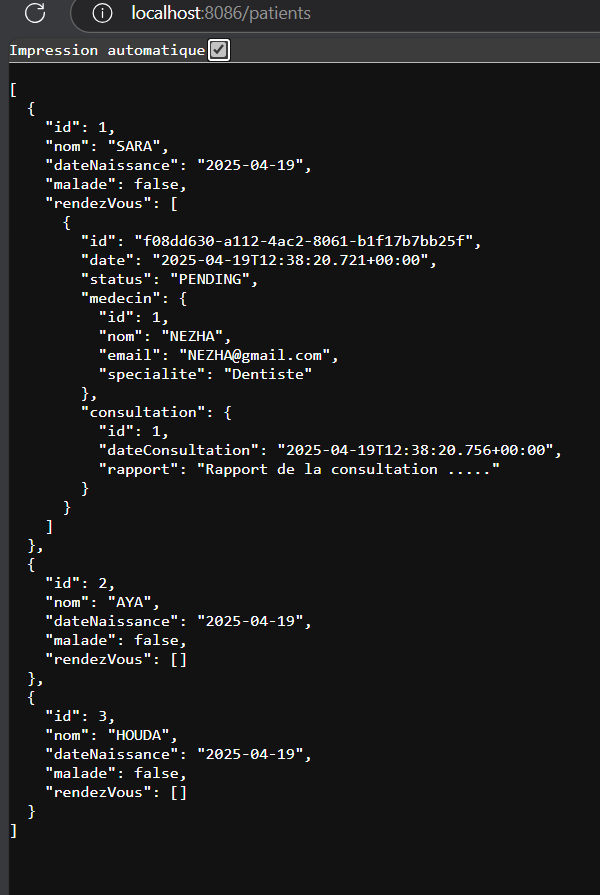 localhost:8086/patients
Impression automatique
[
  {
    "id": 1,
    "nom": "SARA",
    "dateNaissance": "2025-04-19",
    "malade": false,
    "rendezVous": [
      {
        "id": "f08dd630-a112-4ac2-8061-b1f17b7bb25f",
        "date": "2025-04-19T12:38:20.721+00:00",
        "status": "PENDING",
        "medecin": {
          "id": 1,
          "nom": "NEZHA",
          "email": "NEZHA@gmail.com",
          "specialite": "Dentiste"
        },
        "consultation": {
          "id": 1,
          "dateConsultation": "2025-04-19T12:38:20.756+00:00",
          "rapport": "Rapport de la consultation ....."
        }
      }
    ]
  },
  {
    "id": 2,
    "nom": "AYA",
    "dateNaissance": "2025-04-19",
    "malade": false,
    "rendezVous": []
  },
  {
    "id": 3,
    "nom": "HOUDA",
    "dateNaissance": "2025-04-19",
    "malade": false,
    "rendezVous": []
  }
]